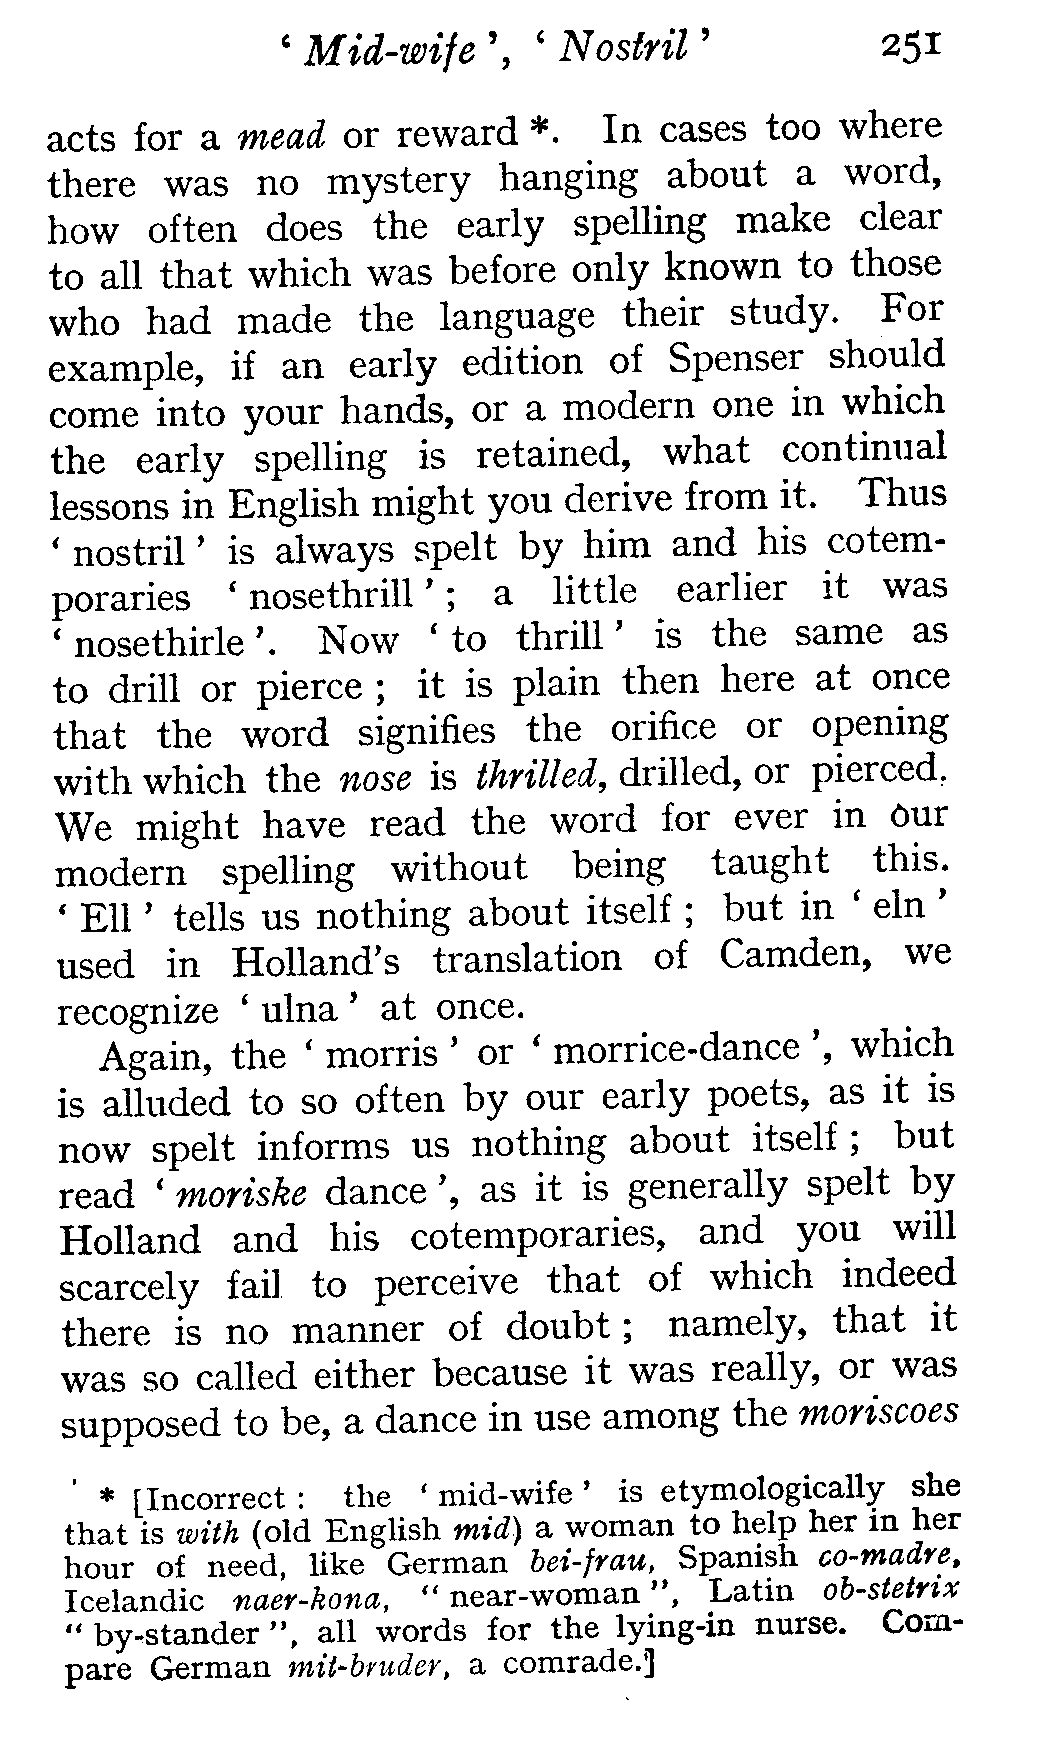 ‘ Mid-wife ’, ‘ Nostril ’ 251
acts for a mead or reward *. In cases too where
there was no mystery hanging about a word,
how often does the early spelling make clear
to all that which was before only known to those
who had made the language their study. For
example, if an early edition of Spenser should
come into your hands, or a modern one in which
the early spelling is retained, what continual
lessons in English might you derive from it. Thus
‘ nostril ’ is always spelt by him and his cotem-
poraries ‘ nosethrill ’ ; a little earlier it was
‘ nosethirle ’. Now ‘ to thrill ’ is the same as
to drill or pierce ; it is plain then here at once
that the word signifies the orifice or opening
with which the nose is thrilled, drilled, or pierced.
We might have read the word for ever in our
modern spelling without being taught this.
‘ Ell ’ tells us nothing about itself ; but in ‘ eln ’
used in Holland's translation of Camden, we
recognize ‘ ulna ’ at once.
Again, the ‘ morris ’ or ‘ morrice-dance ’, which
is alluded to so often by our early poets, as it is
now spelt informs us nothing about itself ; but
read ‘ moriske dance ’, as it is generally spelt by
Holland and his cotemporaries, and you will
scarcely fail to perceive that of which indeed
there is no manner of doubt ; namely, that it
was so called either because it was really, or was
supposed to be, a dance in use among the moriscoes
* [Incorrect : the ‘ mid-wife ’ is etymologically she
that is with (old English mid) a woman to help her in her
hour of need, like German bei-frau, Spanish co-madre,
Icelandic naer-kona, “ near-woman ”, Latin ob-stetrix
“ by-stander ”, all words for the lying-in nurse. Com-
pare German mit-bruder, a comrade.]